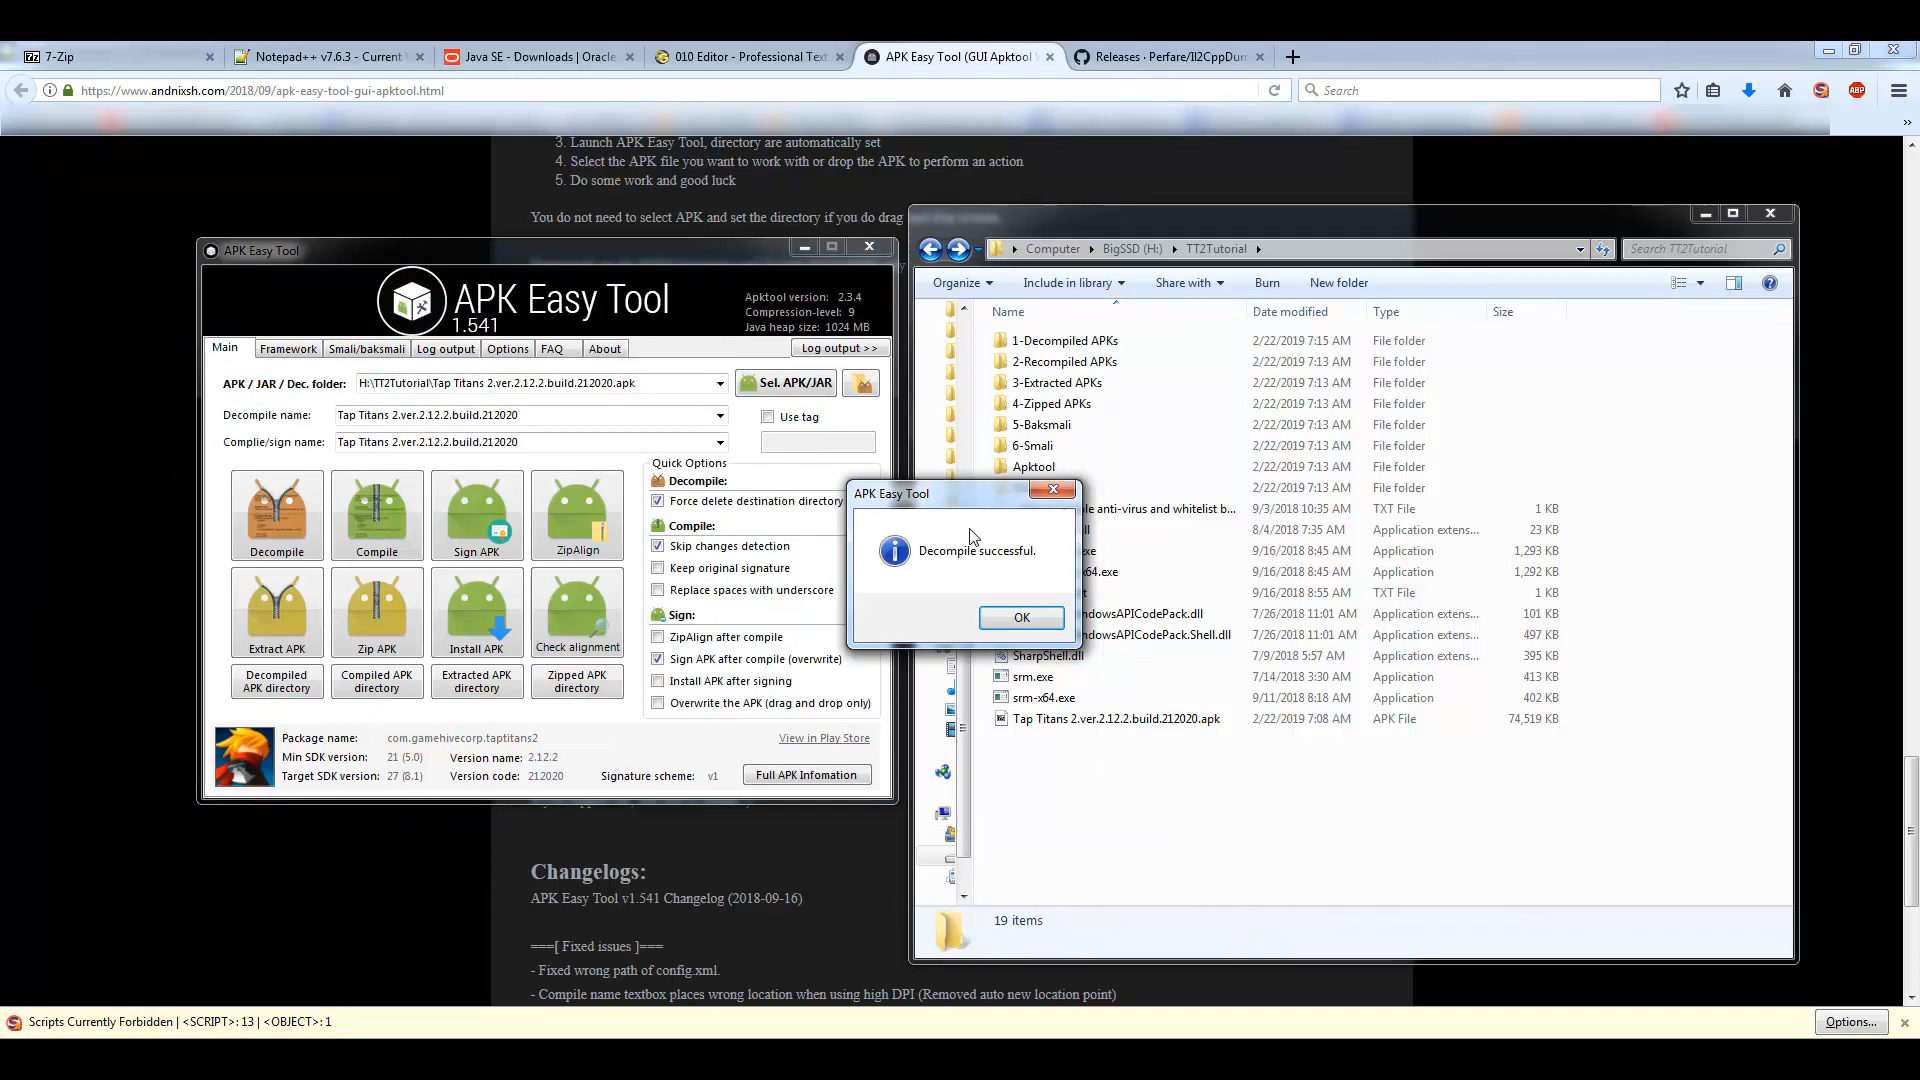 7-Zip
Notepad++ v7.6.3 - Current
Java SE - Downloads | Oracle
010 Editor - Professional Text
APK Easy Tool (GUI Apktool
Releases · Perfare/Il2CppDum
https://www.andnixsh.com/2018/09/apk-easy-tool-gui-apktool.html
Search
ABP
3. Launch APK Easy Tool, directory are automatically set
4. Select the APK file you want to work with or drop the APK to perform an action
5. Do some work and good luck
You do not need to select APK and set the directory if you do drag
APK Easy Tool
APK Easy Tool
1.541
Apktool version: 2.3.4
Compression-level: 9
Java heap size: 1024 MB
Main
Framework
Smali/baksmali
Log output
Options
FAQ
About
Log output >>
APK / JAR / Dec. folder:
H:\TT2Tutorial\Tap Titans 2.ver.2.12.2.build.212020.apk
Sel. APK/JAR
Decompile name:
Tap Titans 2.ver.2.12.2.build.212020
Use tag
Complie/sign name:
Tap Titans 2.ver.2.12.2.build.212020
Decompile
Compile
Sign APK
ZipAlign
Extract APK
Zip APK
Install APK
Check alignment
Decompiled
APK directory
Compiled APK
directory
Extracted APK
directory
Zipped APK
directory
Quick Options
Decompile:
Force delete destination directory
Compile:
Skip changes detection
Keep original signature
Replace spaces with underscore
Sign:
ZipAlign after compile
Sign APK after compile (overwrite)
Install APK after signing
Overwrite the APK (drag and drop only)
Package name: com.gamehivecorp.taptitans2
View in Play Store
Min SDK version: 21 (5.0) Version name: 2.12.2
Target SDK version: 27 (8.1) Version code: 212020 Signature scheme: v1
Full APK Infomation
APK Easy Tool
Decompile successful.
OK
Computer
BigSSD (H:)
TT2Tutorial
Search TT2Tutorial
Organize
Include in library
Share with
Burn
New folder
Name Date modified Type Size
1-Decompiled APKs 2/22/2019 7:15 AM File folder
2-Recompiled APKs 2/22/2019 7:13 AM File folder
3-Extracted APKs 2/22/2019 7:13 AM File folder
4-Zipped APKs 2/22/2019 7:13 AM File folder
5-Baksmali 2/22/2019 7:13 AM File folder
6-Smali 2/22/2019 7:13 AM File folder
Apktool 2/22/2019 7:13 AM File folder
2/22/2019 7:13 AM File folder
le anti-virus and whitelist b... 9/3/2018 10:35 AM TXT File 1 KB
ll 8/4/2018 7:35 AM Application extens... 23 KB
xe 9/16/2018 8:45 AM Application 1,293 KB
x64.exe 9/16/2018 8:45 AM Application 1,292 KB
t 9/16/2018 8:55 AM TXT File 1 KB
ndowsAPICodePack.dll 7/26/2018 11:01 AM Application extens... 101 KB
ndowsAPICodePack.Shell.dll 7/26/2018 11:01 AM Application extens... 497 KB
SharpShell.dll 7/9/2018 5:57 AM Application extens... 395 KB
srm.exe 7/14/2018 3:30 AM Application 413 KB
srm-x64.exe 9/11/2018 8:18 AM Application 402 KB
Tap Titans 2.ver.2.12.2.build.212020.apk 2/22/2019 7:08 AM APK File 74,519 KB
19 items
Changelogs:
APK Easy Tool v1.541 Changelog (2018-09-16)
===[ Fixed issues ]===
- Fixed wrong path of config.xml.
- Compile name textbox places wrong location when using high DPI (Removed auto new location point)
Scripts Currently Forbidden | <SCRIPT>: 13 | <OBJECT>: 1
Options...